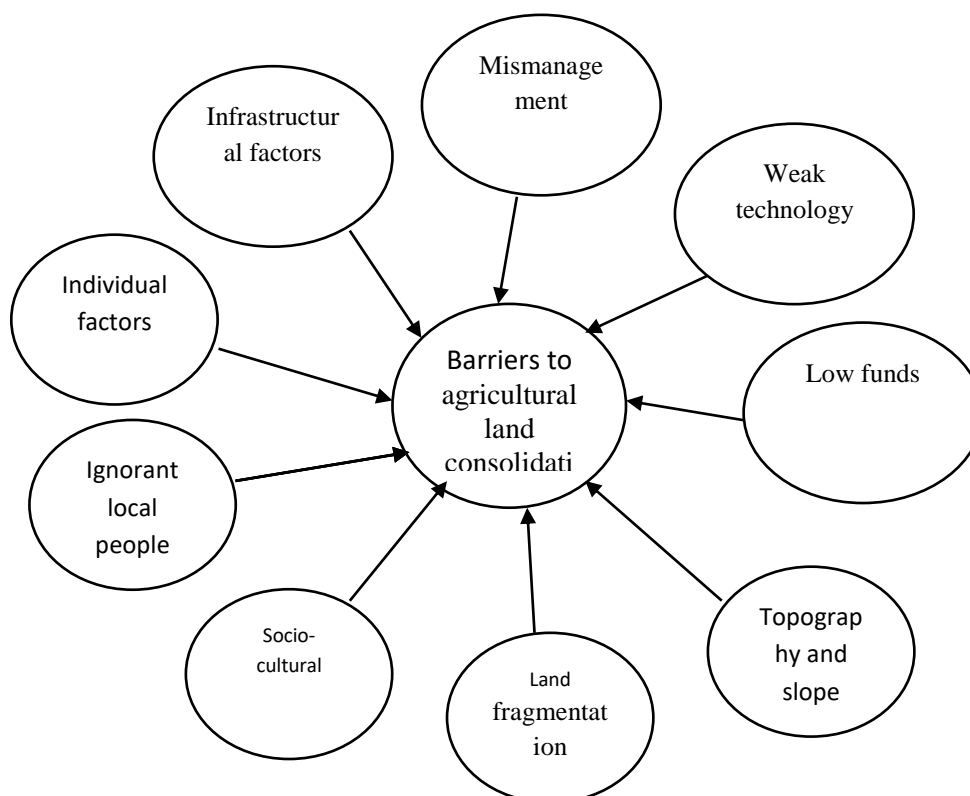 Mismanage
ment
Infrastructur
al factors
Weak
technology
Individual
factors
Barriers to
agricultural
land
consolidati
Low funds
Ignorant
local
people
Socio-
cultural
Land
fragmentat
ion
Topograp
hy and
slope